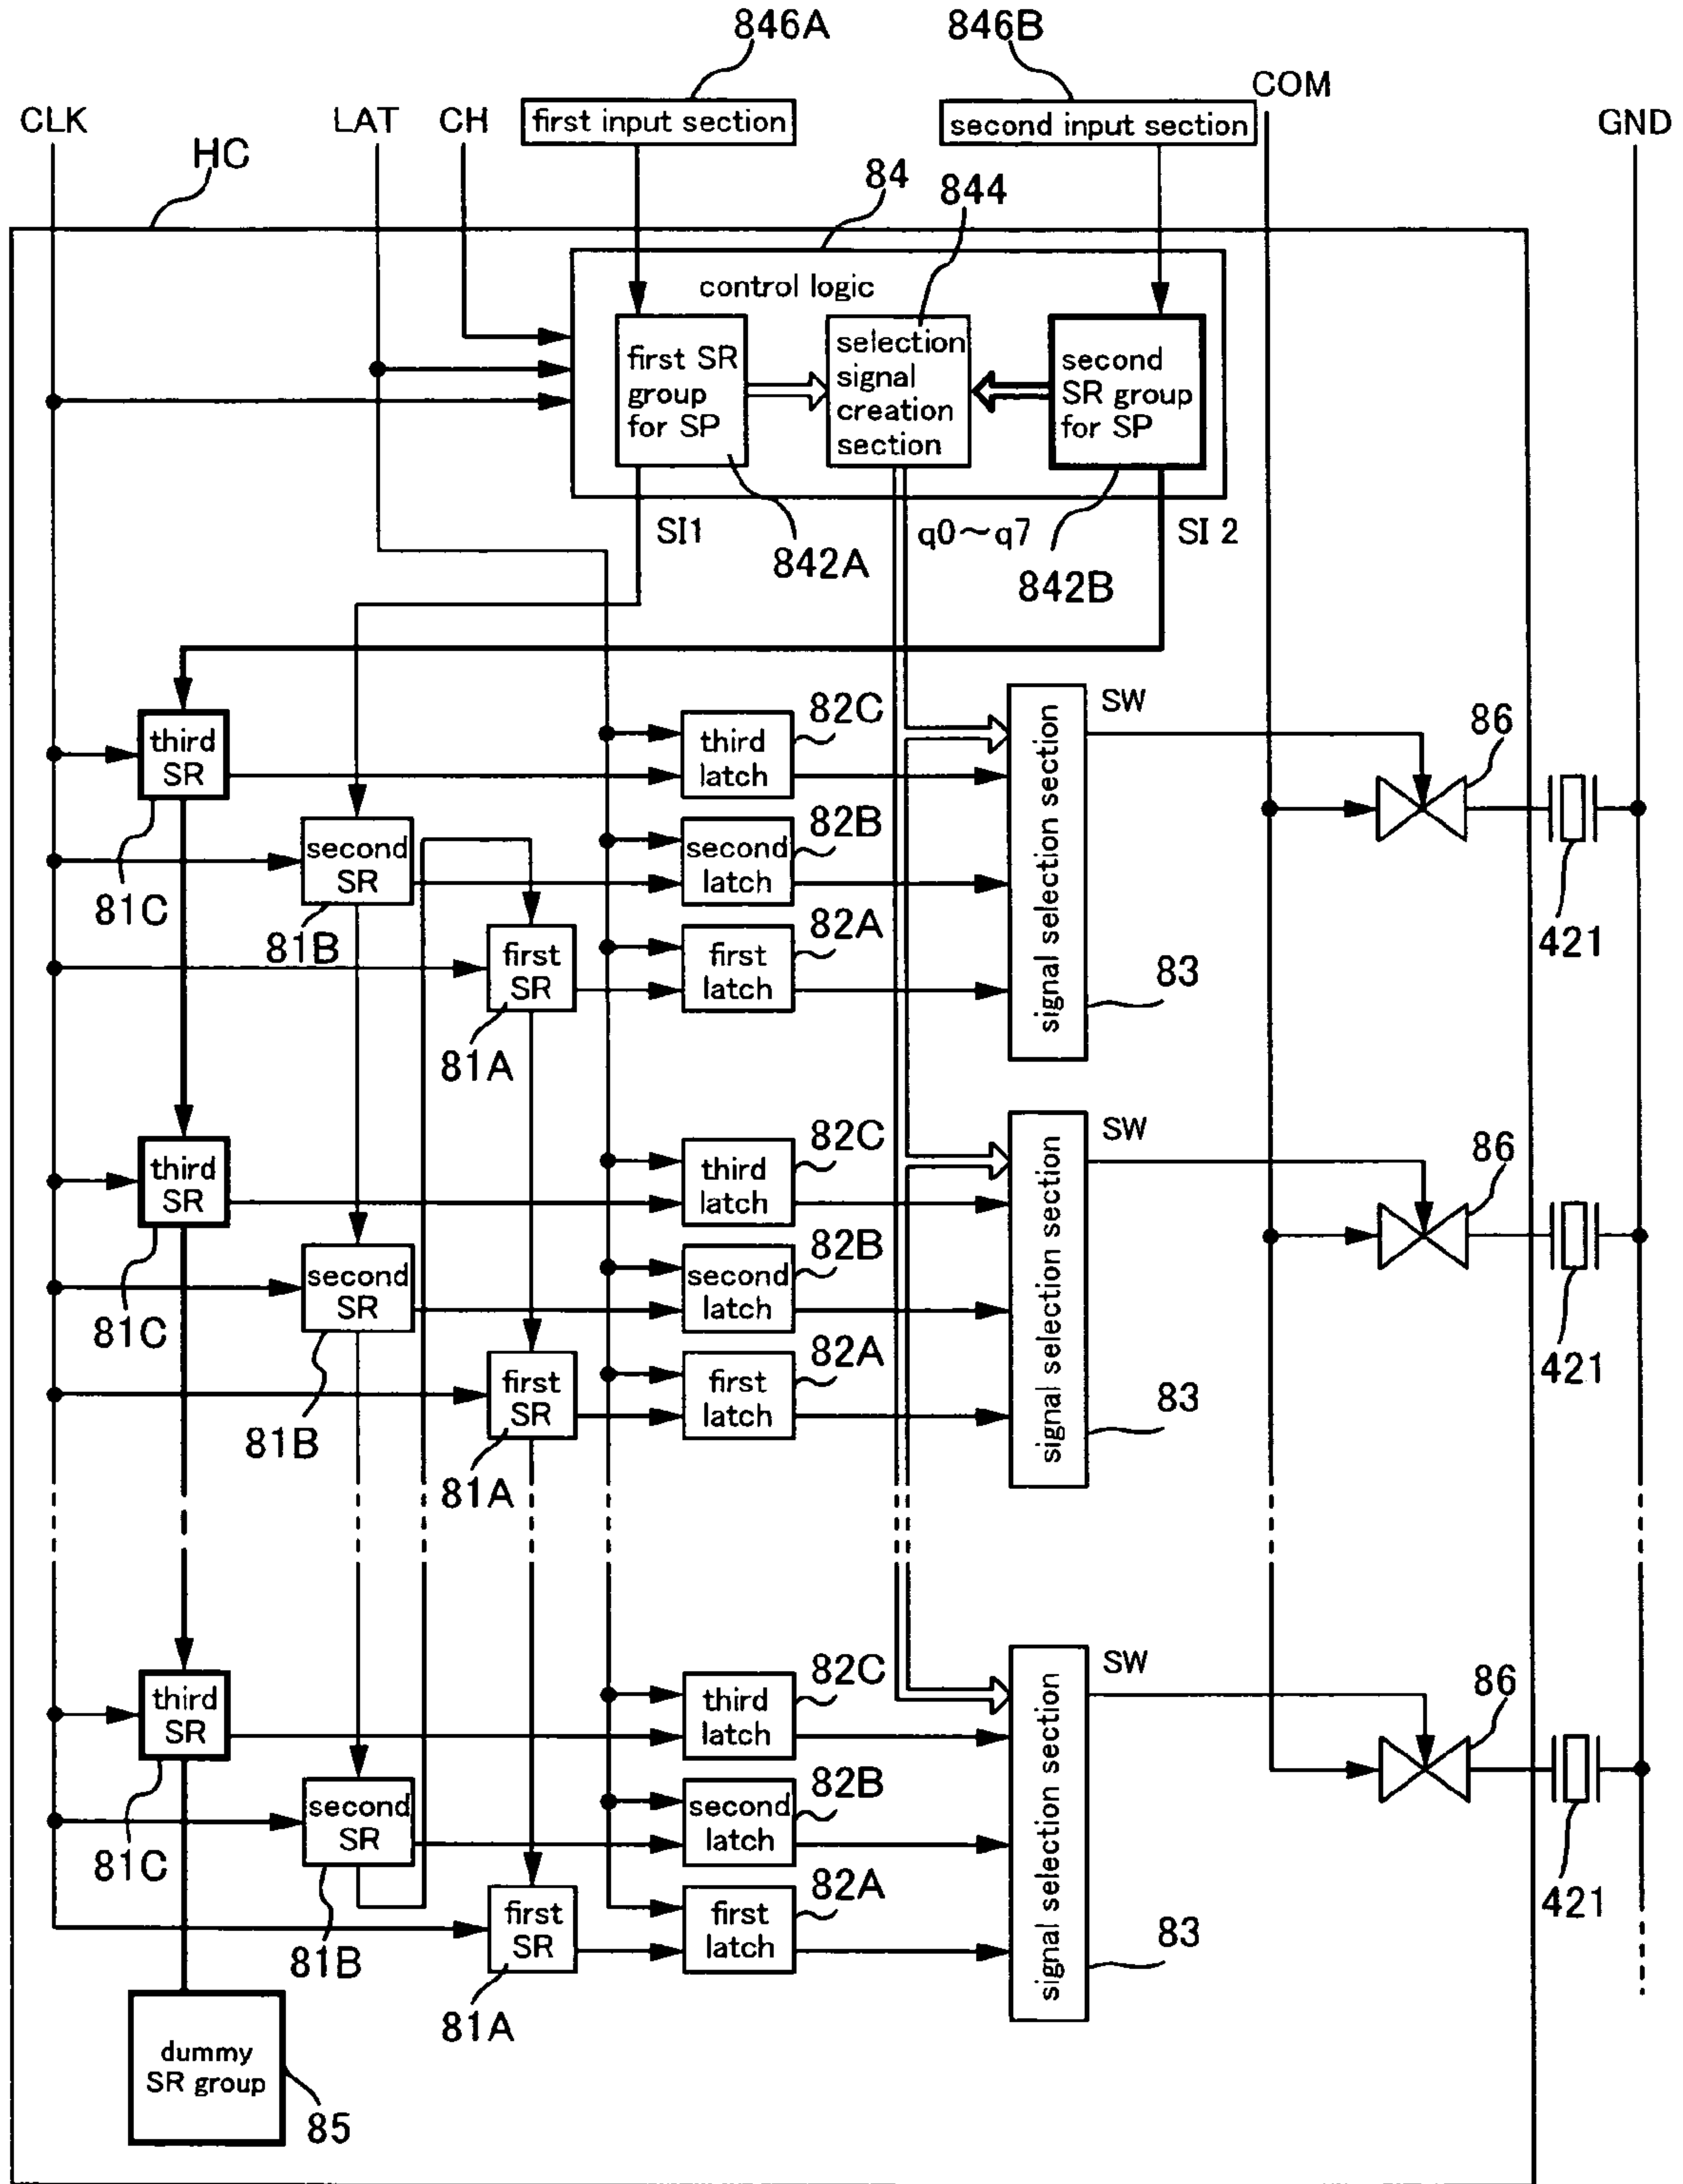 846A
846B
COM
CLK
LAT
CH
first input section
second input section
GND
HC
84
844
control logic
first SR
group
for SP
selection
signal
creation
section
second
SR group
for SP
SI1
q0～q7
SI 2
842A
842B
third
SR
82C
third
latch
signal selection section
SW
86
second
SR
82B
second
latch
81C
81B
first
SR
82A
first
latch
421
83
81A
third
SR
82C
third
latch
signal selection section
SW
86
second
SR
82B
second
latch
81C
81B
first
SR
82A
first
latch
421
83
81A
third
SR
82C
third
latch
signal selection section
SW
86
second
SR
82B
second
latch
81C
81B
first
SR
82A
first
latch
421
83
81A
dummy
SR group
85